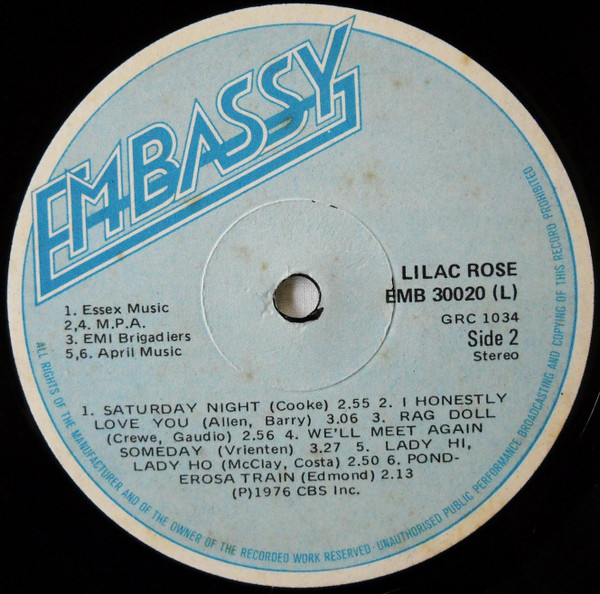 EMBASSY
LILAC ROSE
EMB 30020 (L)
GRC 1034
Side 2
Stereo
1. Essex Music
2,4. M.P.A.
3. EMI Brigadiers
5,6. April Music
1. SATURDAY NIGHT (Cooke) 2.55 2. I HONESTLY
LOVE YOU (Allen, Barry) 3.06 3. RAG DOLL
(Crewe, Gaudio) 2.56 4. WE'LL MEET AGAIN
SOMEDAY (Vrienten) 3.27 5. LADY HI,
LADY HO (McClay, Costa) 2.50 6. POND-
EROSA TRAIN (Edmond) 2.13
(P)1976 CBS Inc.
ALL RIGHTS OF THE MANUFACTURER AND OF THE OWNER OF THE RECORDED WORK RESERVED · UNAUTHORISED PUBLIC PERFORMANCE BROADCASTING AND COPYING OF THIS RECORD PROHIBITED